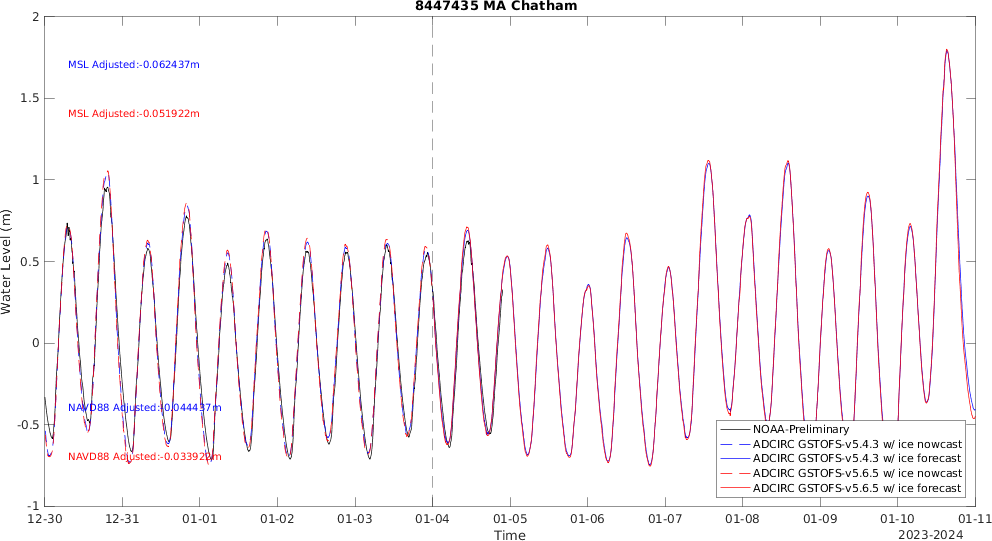 8447435 MA Chatham
2
1.5
1
0.5
0
-0.5
-1
Water Level (m)
MSL Adjusted:-0.062437m
MSL Adjusted:-0.051922m
NAVD88 Adjusted:-0.044437m
NAVD88 Adjusted:-0.033922m
NOAA-Preliminary
ADCIRC GSTOFS-v5.4.3 w/ ice nowcast
ADCIRC GSTOFS-v5.4.3 w/ ice forecast
ADCIRC GSTOFS-v5.6.5 w/ ice nowcast
ADCIRC GSTOFS-v5.6.5 w/ ice forecast
12-30 12-31 01-01 01-02 01-03 01-04 01-05 01-06 01-07 01-08 01-09 01-10 01-11
Time
2023-2024